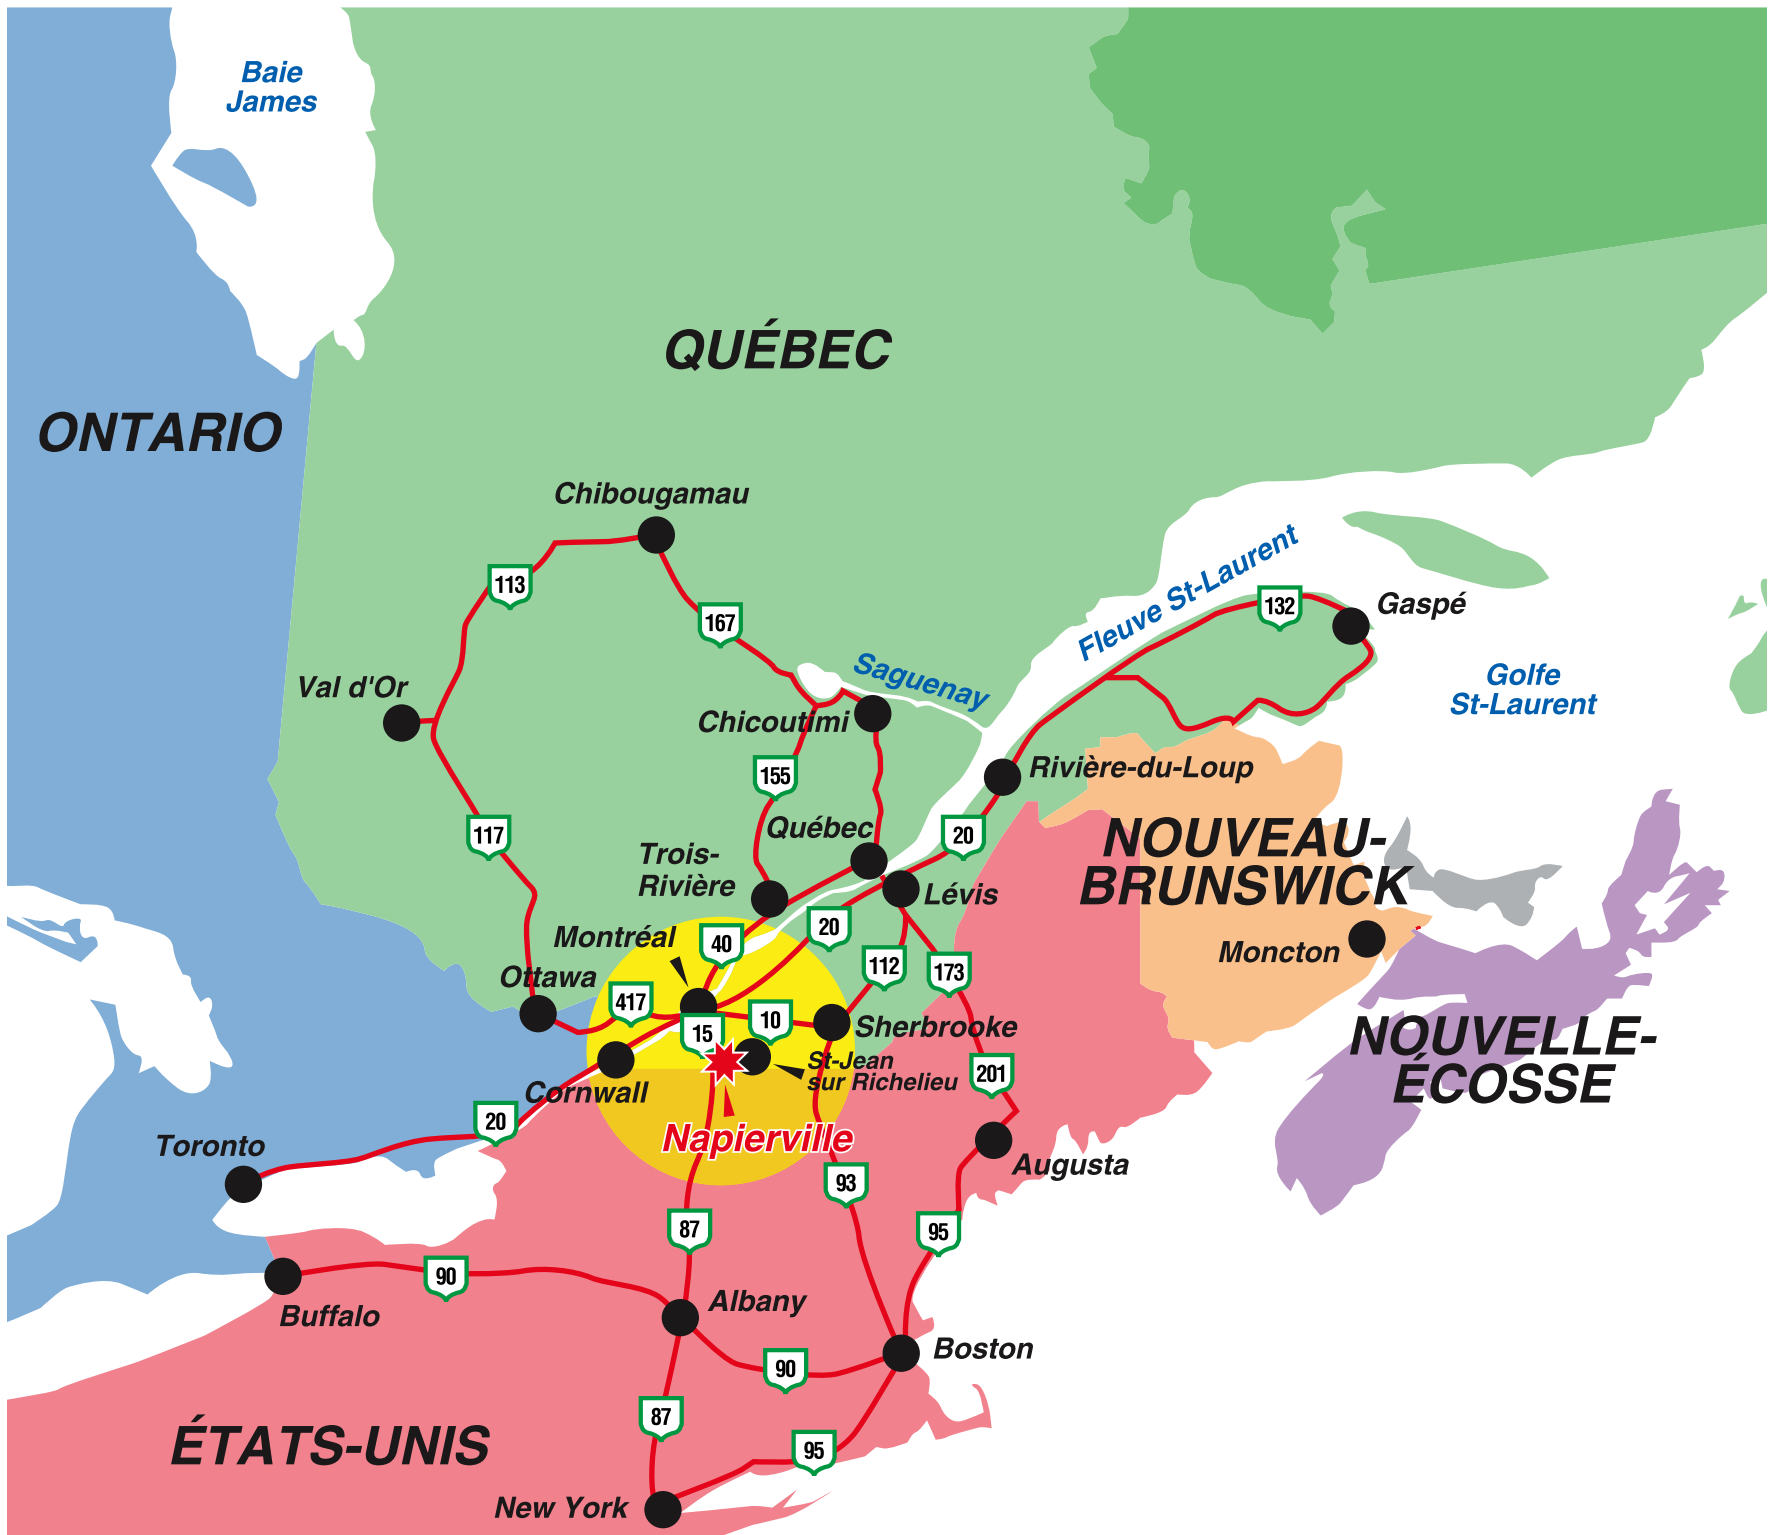 Baie
James
QUÉBEC
ONTARIO
Chibougamau
113
167
Fleuve St-Laurent
132
Gaspé
Saguenay
Golfe
St-Laurent
Val d'Or
Chicoutimi
155
Rivière-du-Loup
117
Québec
20
NOUVEAU-
BRUNSWICK
Trois-
Rivière
Lévis
20
Montréal
40
112
173
Moncton
Ottawa
417
15
10
Sherbrooke
NOUVELLE-
ÉCOSSE
St-Jean
sur Richelieu
201
Cornwall
20
Toronto
Napierville
Augusta
93
87
95
90
Buffalo
Albany
Boston
90
87
ÉTATS-UNIS
95
New York